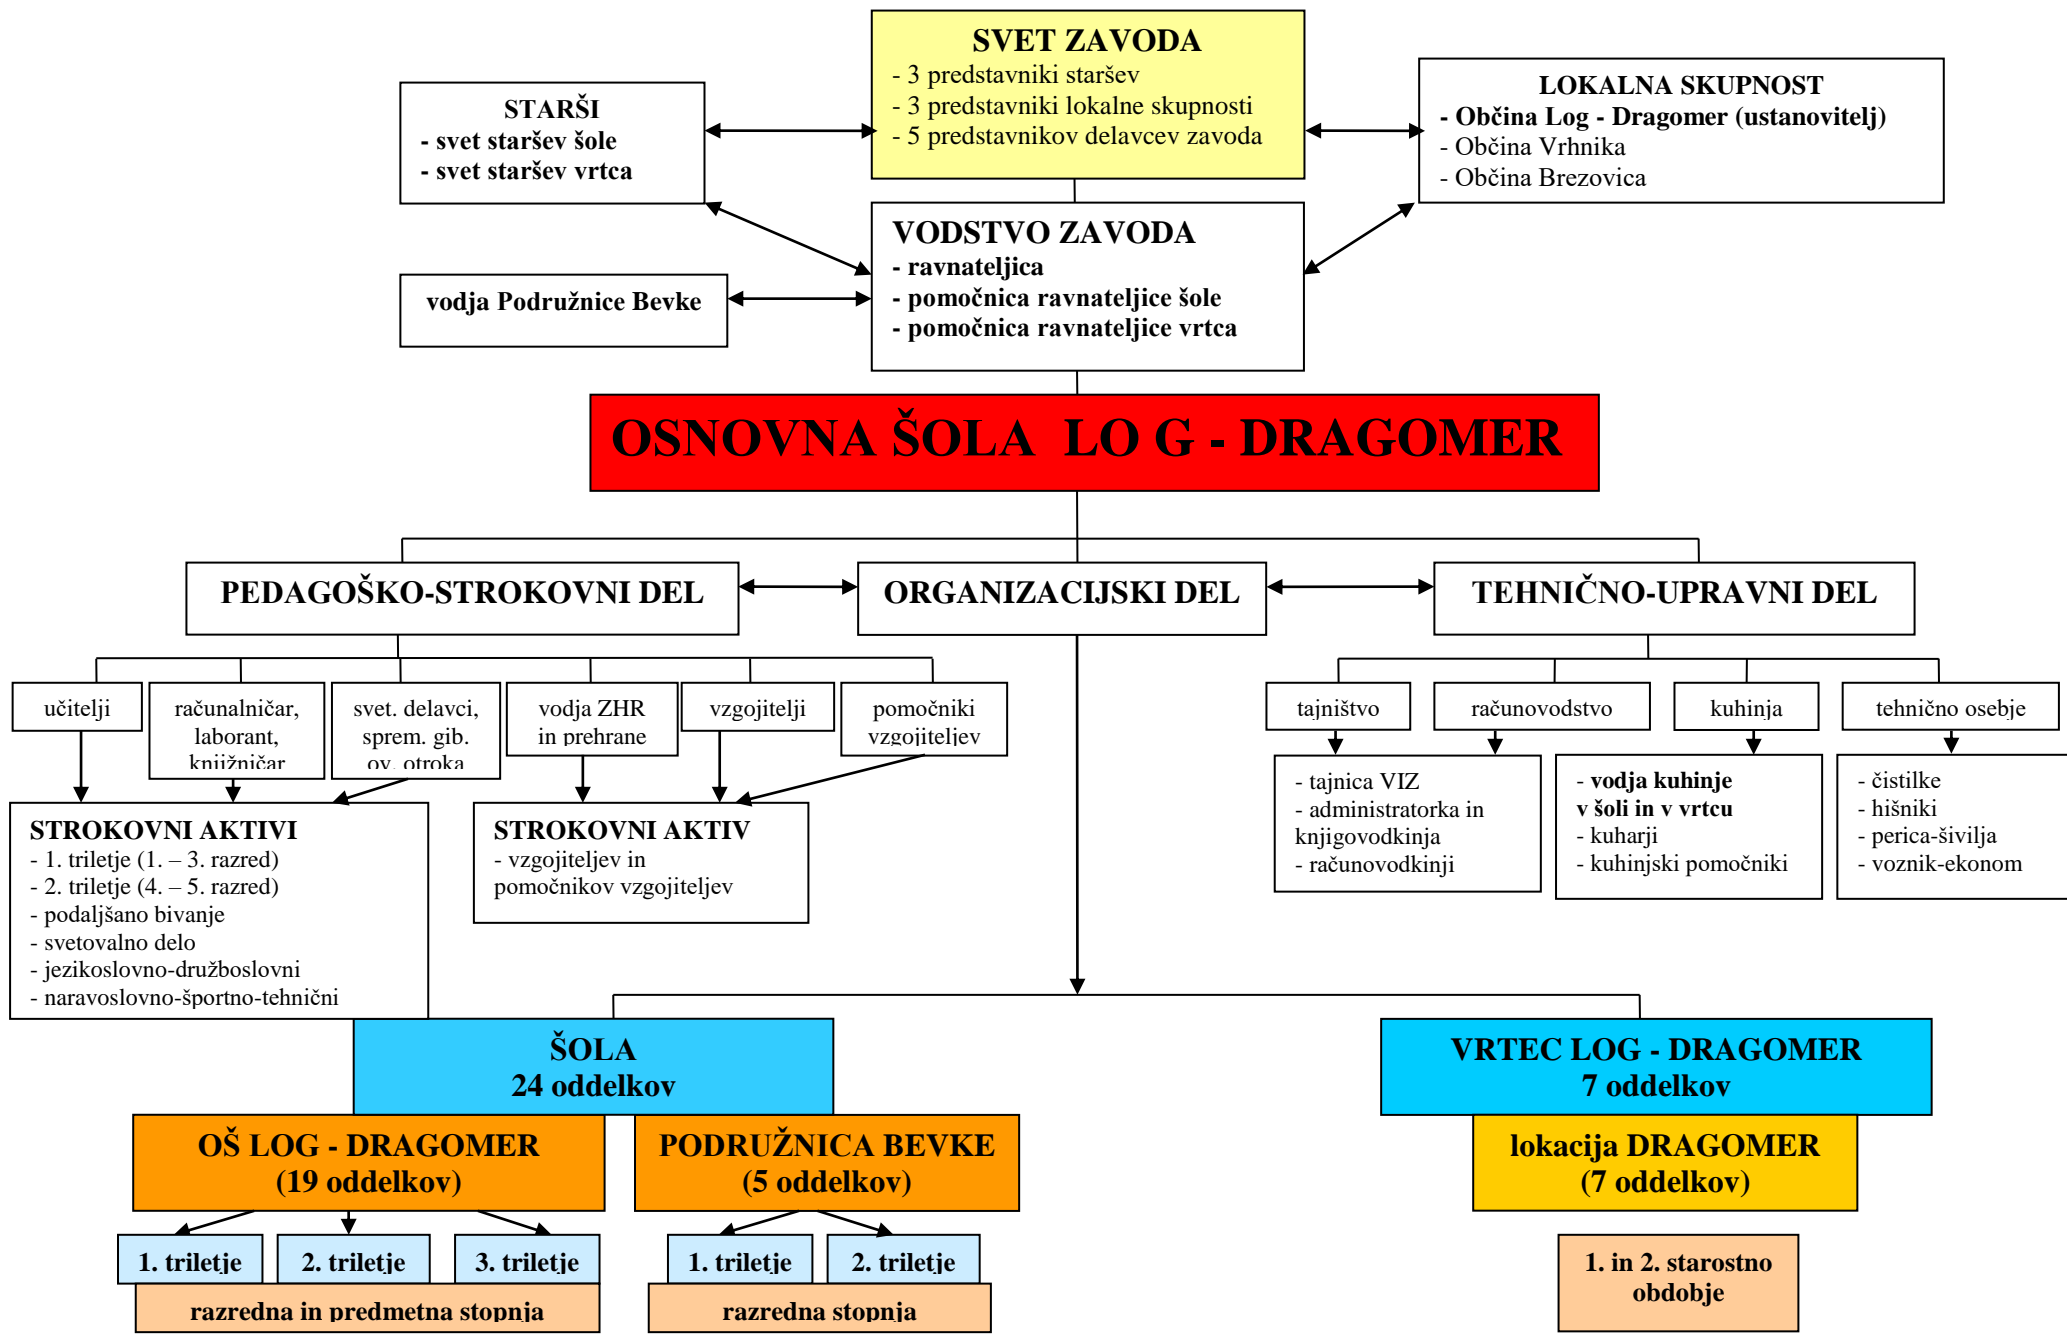 SVET ZAVODA
- 3 predstavniki staršev
- 3 predstavniki lokalne skupnosti
- 5 predstavnikov delavcev zavoda
STARŠI
- svet staršev šole
- svet staršev vrtca
LOKALNA SKUPNOST
- Občina Log - Dragomer (ustanovitelj)
- Občina Vrhnika
- Občina Brezovica
VODSTVO ZAVODA
- ravnateljica
- pomočnica ravnateljice šole
- pomočnica ravnateljice vrtca
vodja Podružnice Bevke
OSNOVNA ŠOLA LO G - DRAGOMER
PEDAGOŠKO-STROKOVNI DEL
ORGANIZACIJSKI DEL
TEHNIČNO-UPRAVNI DEL
učitelji
računalničar,
laborant,
knjižničar
svet. delavci,
sprem. gib.
ov. otroka
vodja ZHR
in prehrane
vzgojitelji
pomočniki
vzgojiteljev
tajništvo
računovodstvo
kuhinja
tehnično osebje
STROKOVNI AKTIVI
- 1. triletje (1. – 3. razred)
- 2. triletje (4. – 5. razred)
- podaljšano bivanje
- svetovalno delo
- jezikoslovno-družboslovni
- naravoslovno-športno-tehnični
STROKOVNI AKTIV
- vzgojiteljev in
pomočnikov vzgojiteljev
- tajnica VIZ
- administratorka in
knjigovodkinja
- računovodkinji
- vodja kuhinje
v šoli in v vrtcu
- kuharji
- kuhinjski pomočniki
- čistilke
- hišniki
- perica-šivilja
- voznik-ekonom
ŠOLA
24 oddelkov
VRTEC LOG - DRAGOMER
7 oddelkov
OŠ LOG - DRAGOMER
(19 oddelkov)
PODRUŽNICA BEVKE
(5 oddelkov)
lokacija DRAGOMER
(7 oddelkov)
1. triletje
2. triletje
3. triletje
1. triletje
2. triletje
razredna in predmetna stopnja
razredna stopnja
1. in 2. starostno
obdobje